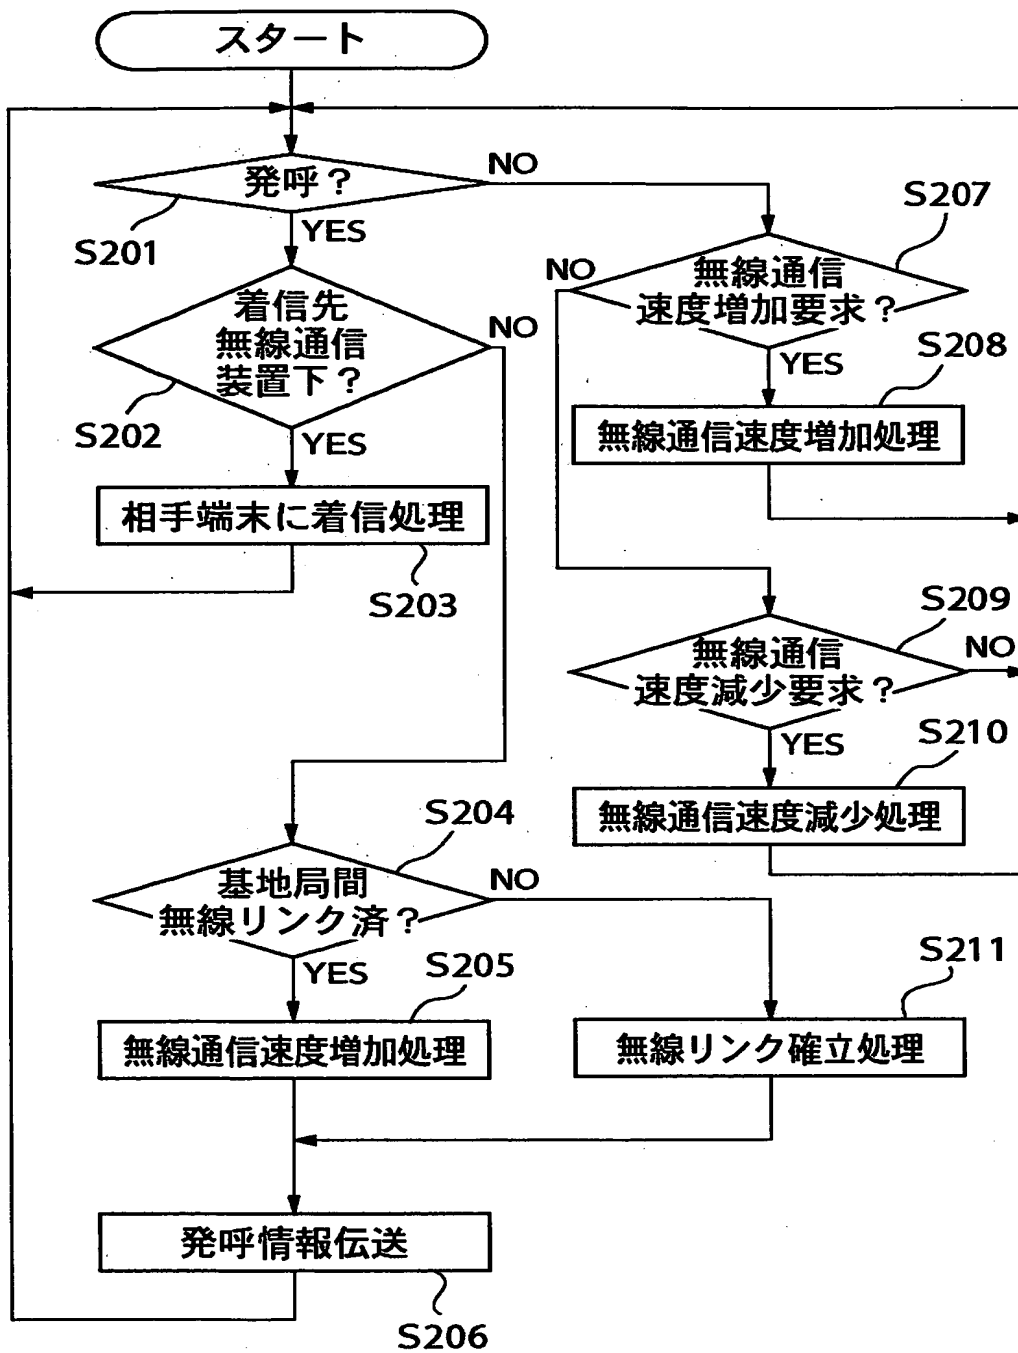 スタート
発呼？
NO
S201
YES
着信先
無線通信
装置下？
NO
S202
YES
相手端末に着信処理
S203
S207
NO
無線通信
速度増加要求？
YES
S208
無線通信速度増加処理
S209
無線通信
速度減少要求？
NO
YES
S210
無線通信速度減少処理
S204
基地局間
無線リンク済？
NO
YES
S205
無線通信速度増加処理
S211
無線リンク確立処理
発呼情報伝送
S206